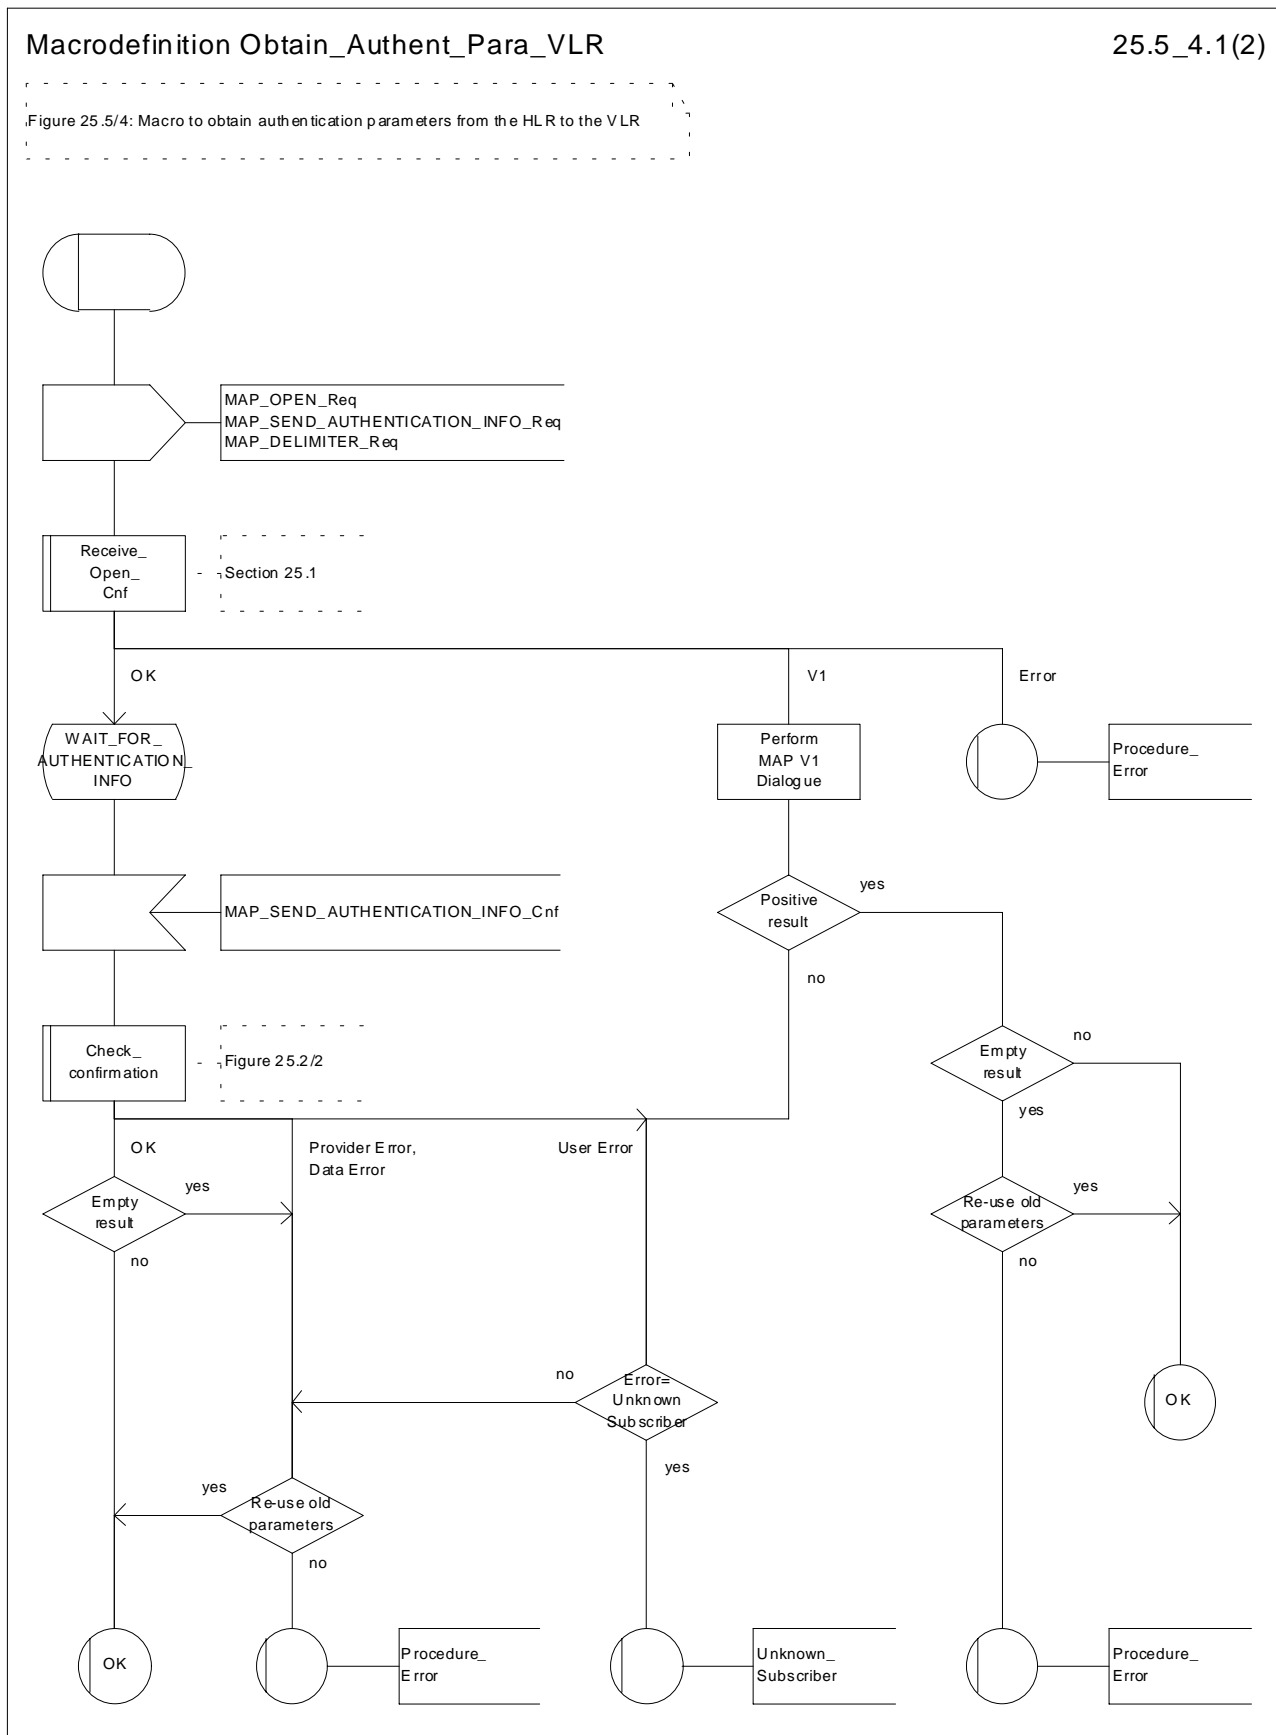 Macrodefinition Obtain_Authent_Para_VLR
25.5_4.1(2)
Figure 25.5/4: Macro to obtain authentication parameters from the HLR to the VLR
MAP_OPEN_Req
MAP_SEND_AUTHENTICATION_INFO_Req
MAP_DELIMITER_Req
Receive_
Open_
Cnf
Section 25.1
OK
V1
Error
WAIT_FOR_
AUTHENTICATION_
INFO
Perform
MAP V1
Dialogue
Procedure_
Error
MAP_SEND_AUTHENTICATION_INFO_Cnf
Positive
result
yes
no
Check_
confirmation
Figure 25.2/2
Empty
result
no
yes
OK
Provider Error,
Data Error
User Error
Empty
result
yes
no
Re-use old
parameters
yes
no
Error=
Unknown
Subscriber
no
yes
OK
Re-use old
parameters
yes
no
OK
Procedure_
Error
Unknown_
Subscriber
Procedure_
Error